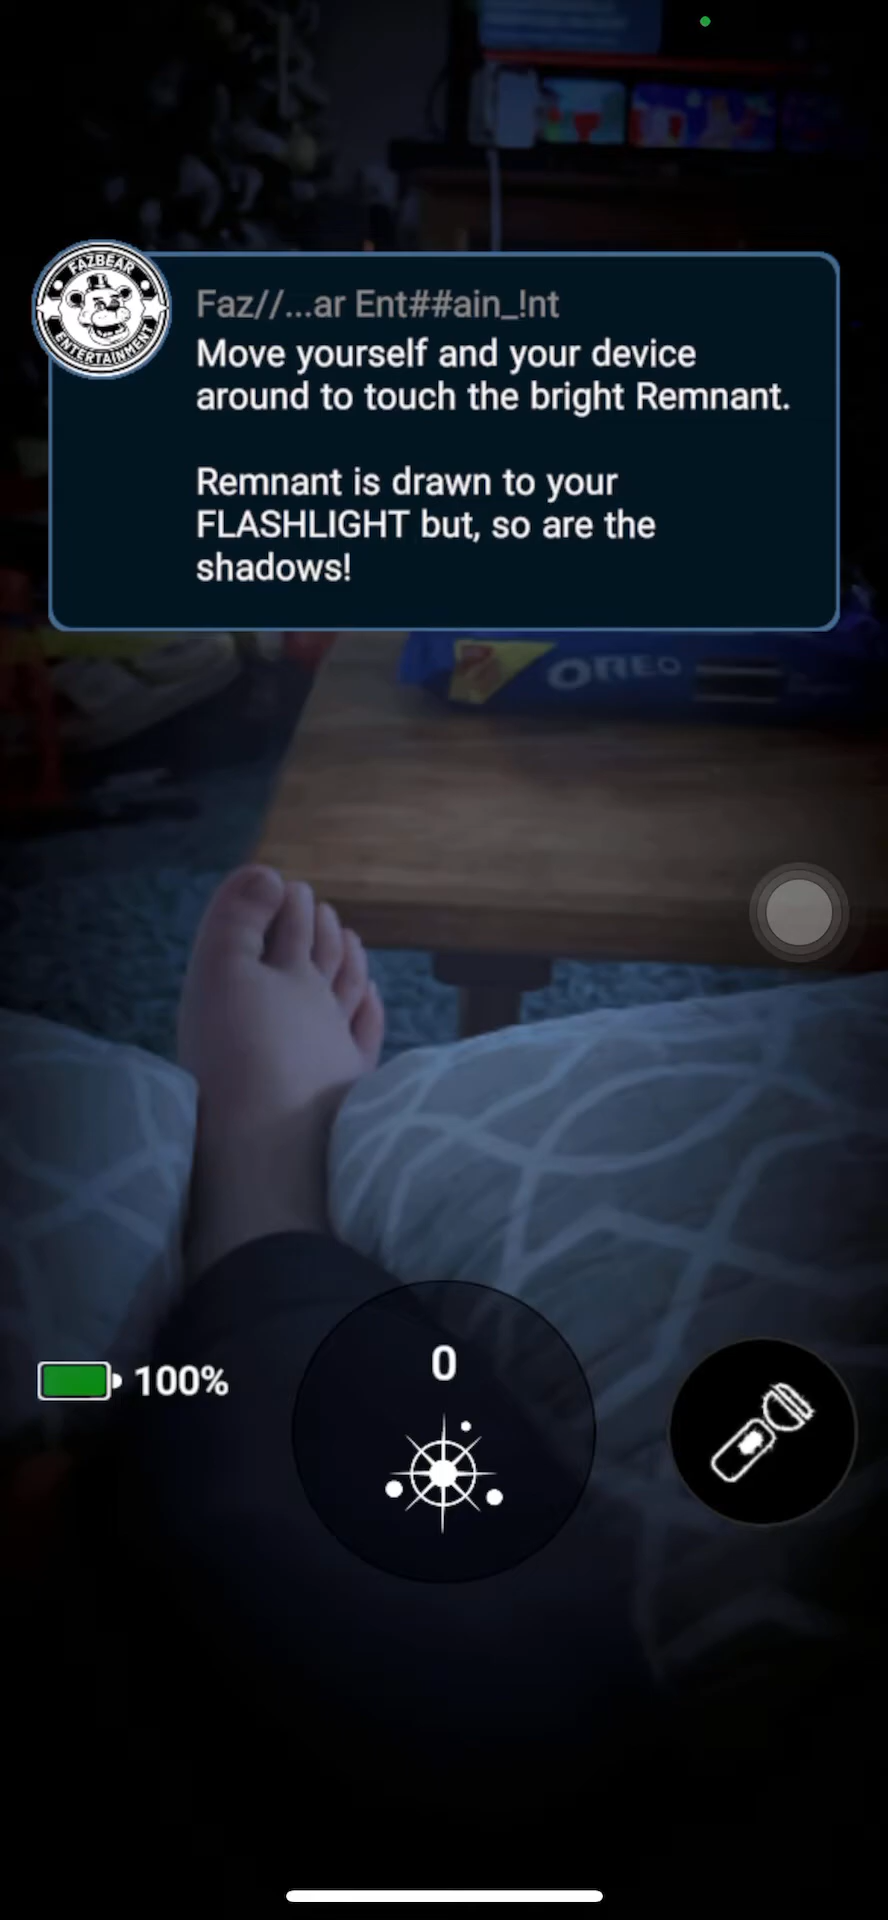 FAZBEAR
ENTERTAINMENT
Faz//...ar Ent##ain_!nt
Move yourself and your device
around to touch the bright Remnant.
Remnant is drawn to your
FLASHLIGHT but, so are the
shadows!
OREO
0
100%